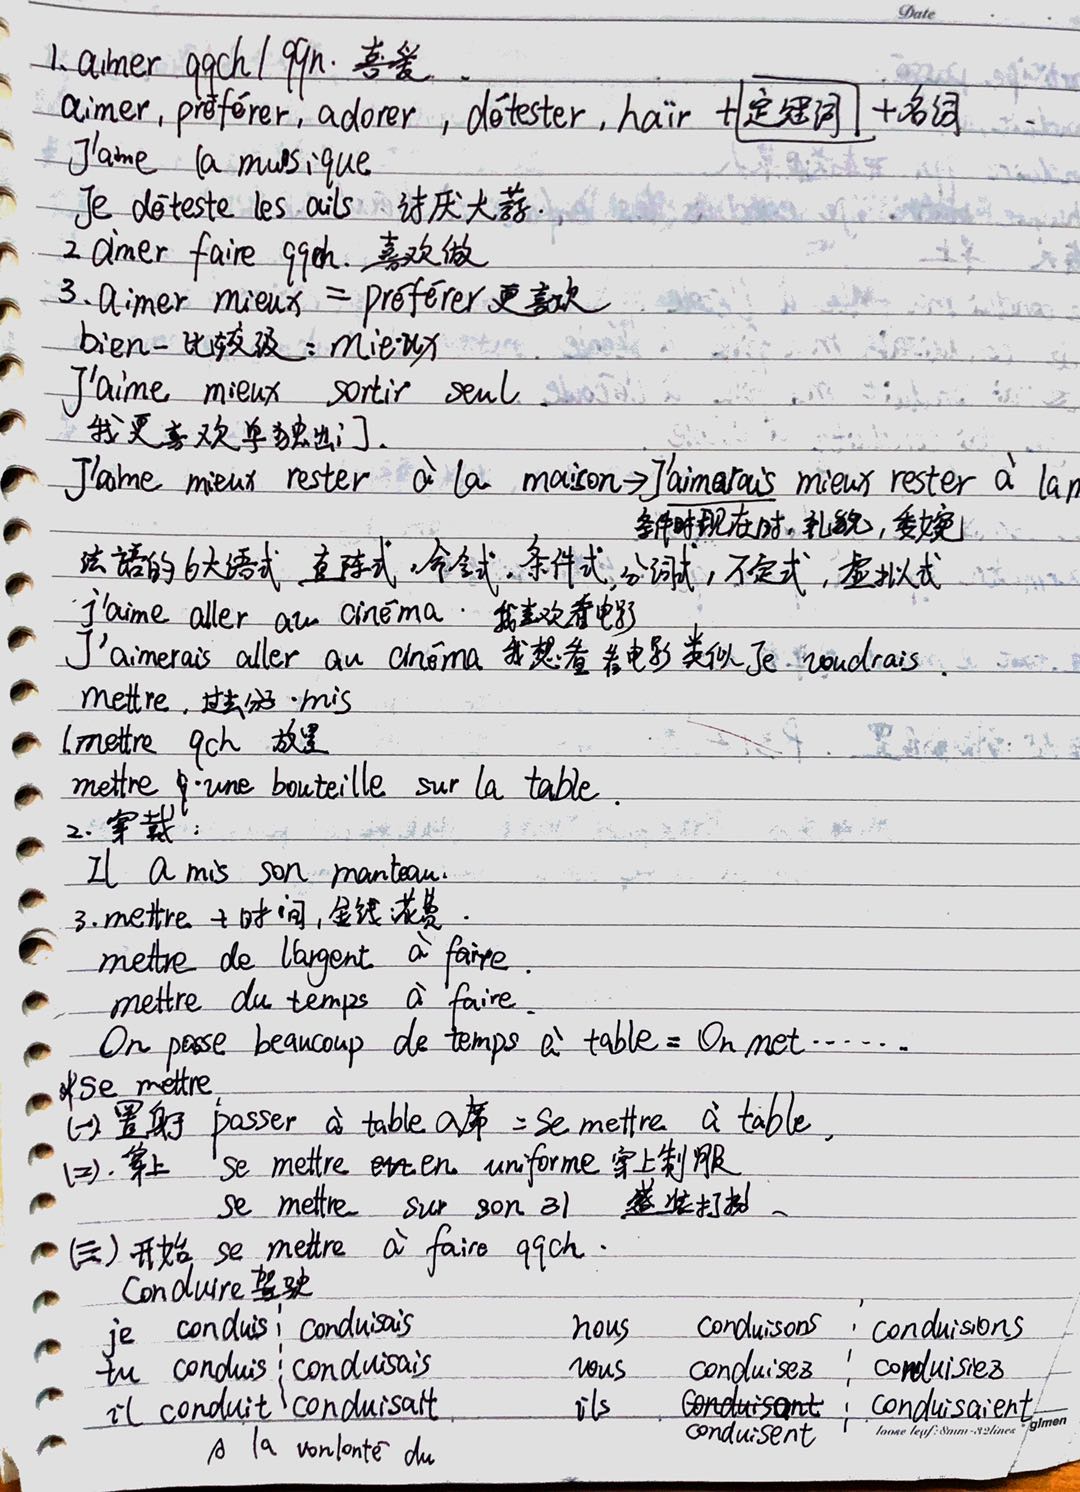 Date
1. aimer qqch / qqn. 喜爱
aimer, préférer, adorer, détester, haïr + 定冠词 + 名词
J'aime la musique
Je déteste les ails 讨厌大蒜.
2 aimer faire qqch. 喜欢做
3. aimer mieux = préférer 更喜欢
bien - 比较级: mieux
J'aime mieux sortir seul.
我更喜欢单独出门.
J'aime mieux rester à la maison → J'aimerais mieux rester à la m
条件时现在时. 礼貌, 委婉
法語的6大语式 直陈式, 命令式, 条件式, 分词式, 不定式, 虚拟式
j'aime aller au cinéma. 我喜欢看电影
J'aimerais aller au cinéma 我想看看电影 类似 Je voudrais.
mettre, 过去分. mis
1. mettre qch 放置
mettre une bouteille sur la table.
2. 穿戴:
Il a mis son manteau.
3. mettre + 时间, 金钱 花费.
mettre de l'argent à faire.
mettre du temps à faire.
On passe beaucoup de temps à table = On met ......
*se mettre
(一) 置身于 passer à table 入席 = se mettre à table,
(二). 穿上 se mettre en uniforme 穿上制服
se mettre sur son 31 盛装打扮
(三) 开始 se mettre à faire qqch.
Conduire 驾驶
je conduis conduisais nous conduisons conduisions
tu conduis conduisais vous conduisez conduisiez
il conduit conduisait ils conduisant conduisaient
conduisent
loose leaf: 8mm-32lines glmen
à la vonlonté du